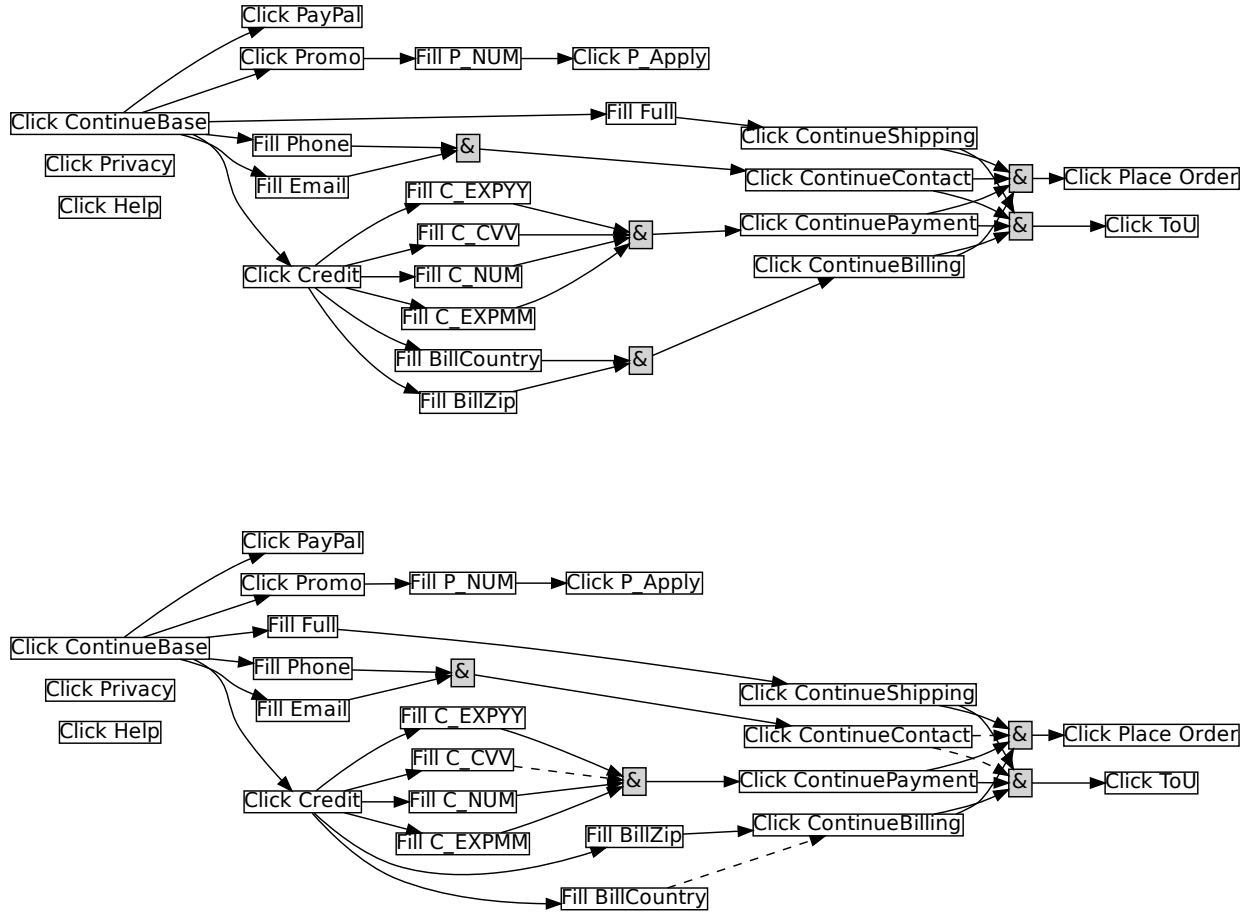 Click PayPal
Click Promo
Fill P_NUM
Click P_Apply
Click ContinueBase
Fill Full
Click ContinueShipping
Fill Phone
&
Click Privacy
Fill Email
Click ContinueContact
&
Click Place Order
Click Help
Fill C_EXPYY
Fill C_CVV
&
Click ContinuePayment
&
Click ToU
Click Credit
Fill C_NUM
Click ContinueBilling
Fill C_EXPMM
Fill BillCountry
&
Fill BillZip
Click PayPal
Click Promo
Fill P_NUM
Click P_Apply
Fill Full
Click ContinueBase
Fill Phone
&
Click Privacy
Fill Email
Click ContinueShipping
Click Help
Fill C_EXPYY
Click ContinueContact
&
Click Place Order
Fill C_CVV
&
Click ContinuePayment
&
Click ToU
Click Credit
Fill C_NUM
Click ContinueBilling
Fill C_EXPMM
Fill BillZip
Fill BillCountry